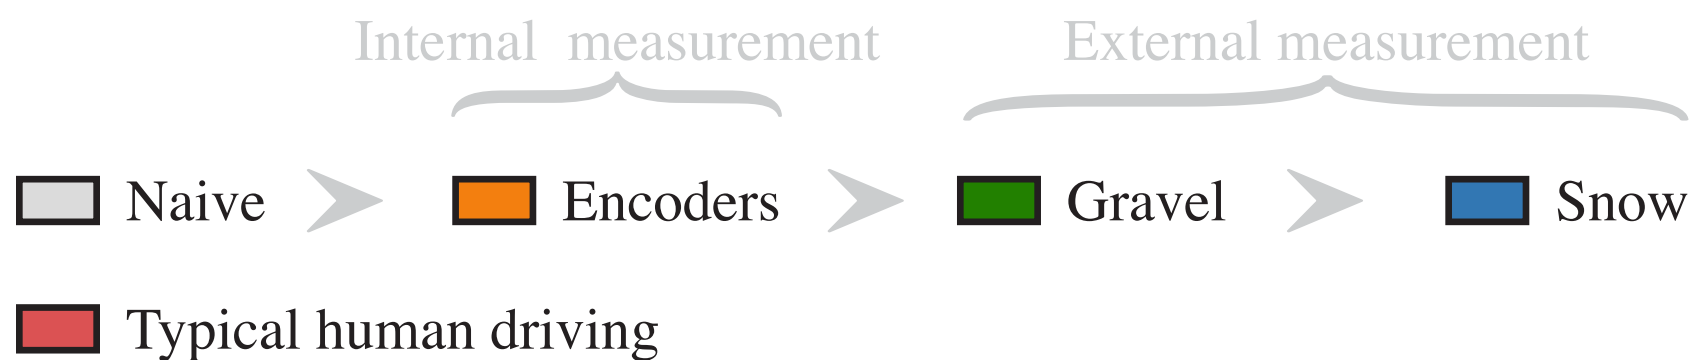 Internal measurement External measurement
Naive Encoders Gravel Snow
Typical human driving